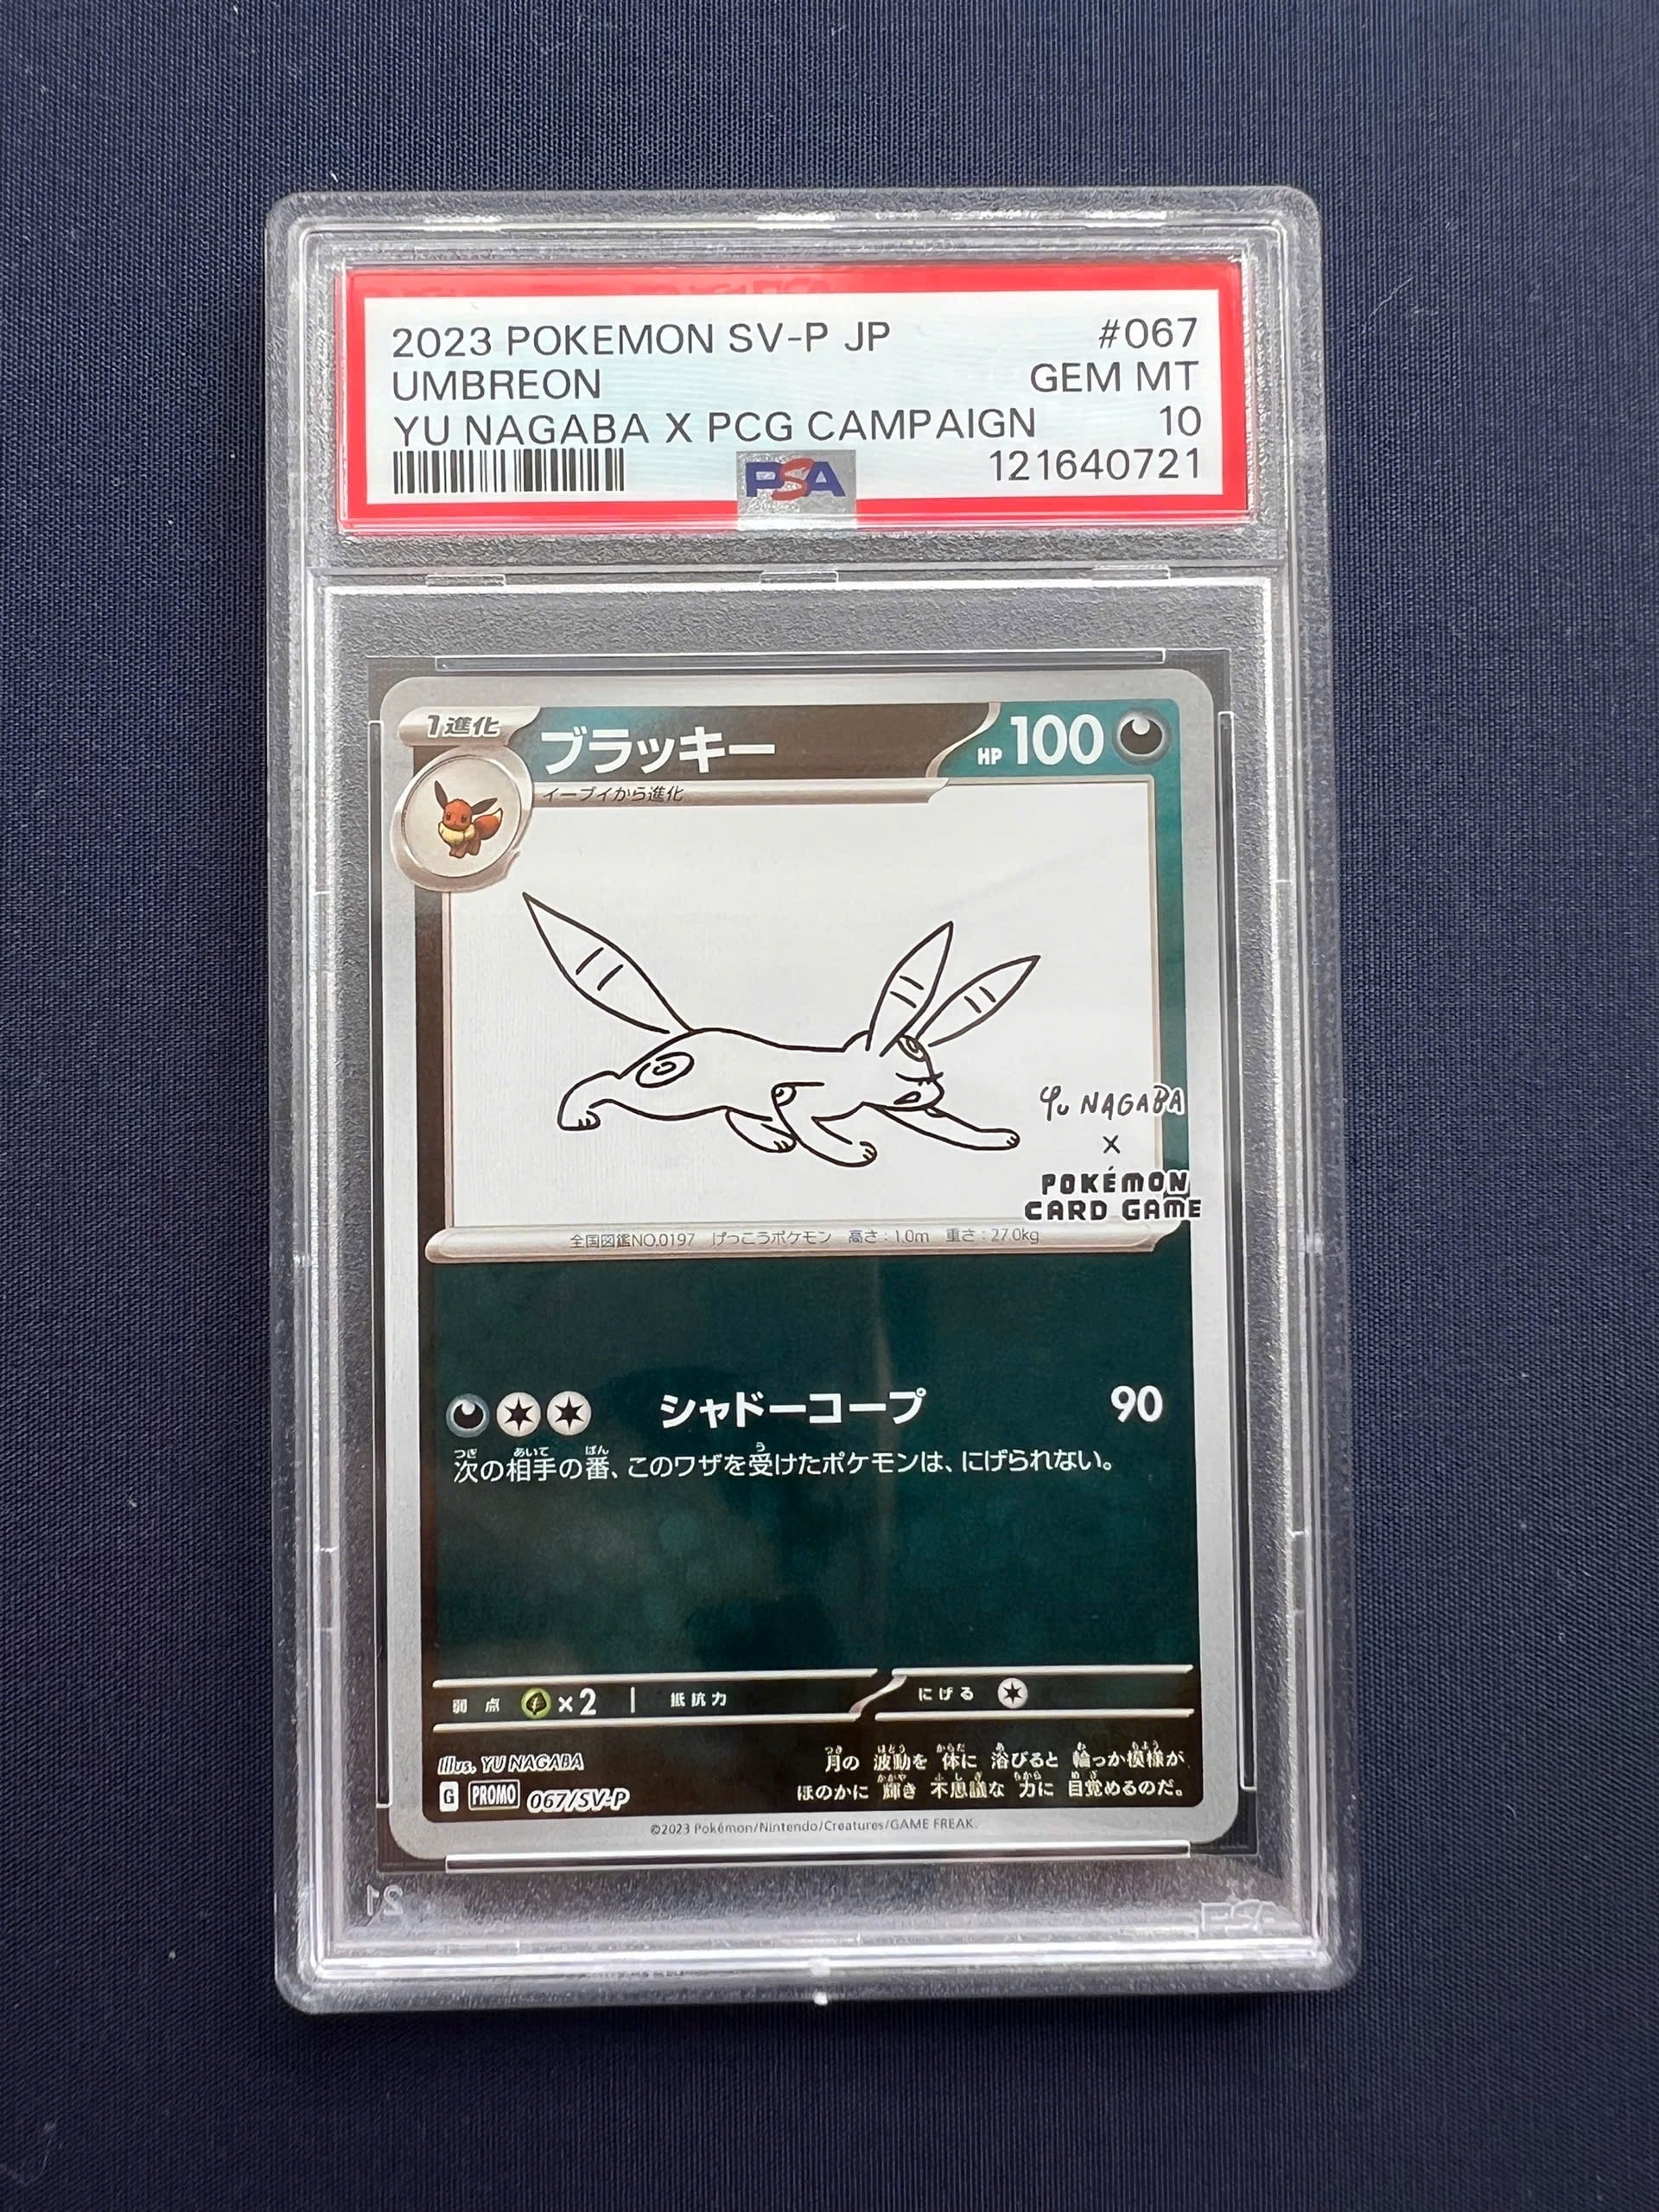 2023 POKEMON SV-P JP #067
UMBREON GEM MT
YU NAGABA X PCG CAMPAIGN 10
PSA 121640721
1進化
ブラッキー HP 100
イーブイから進化
Yu NAGABA
X
POKÉMON
CARD GAME
全国図鑑NO.0197 げっこうポケモン 高さ:1.0m 重さ:27.0kg
シャドーコープ 90
次の相手の番、このワザを受けたポケモンは、にげられない。
弱点 ×2 抵抗力 にげる
Illus. YU NAGABA
月の 波動を 体に 浴びると 輪っか模様が
ほのかに 輝き 不思議な 力に 目覚めるのだ。
G PROMO 067/SV-P
©2023 Pokémon/Nintendo/Creatures/GAME FREAK.